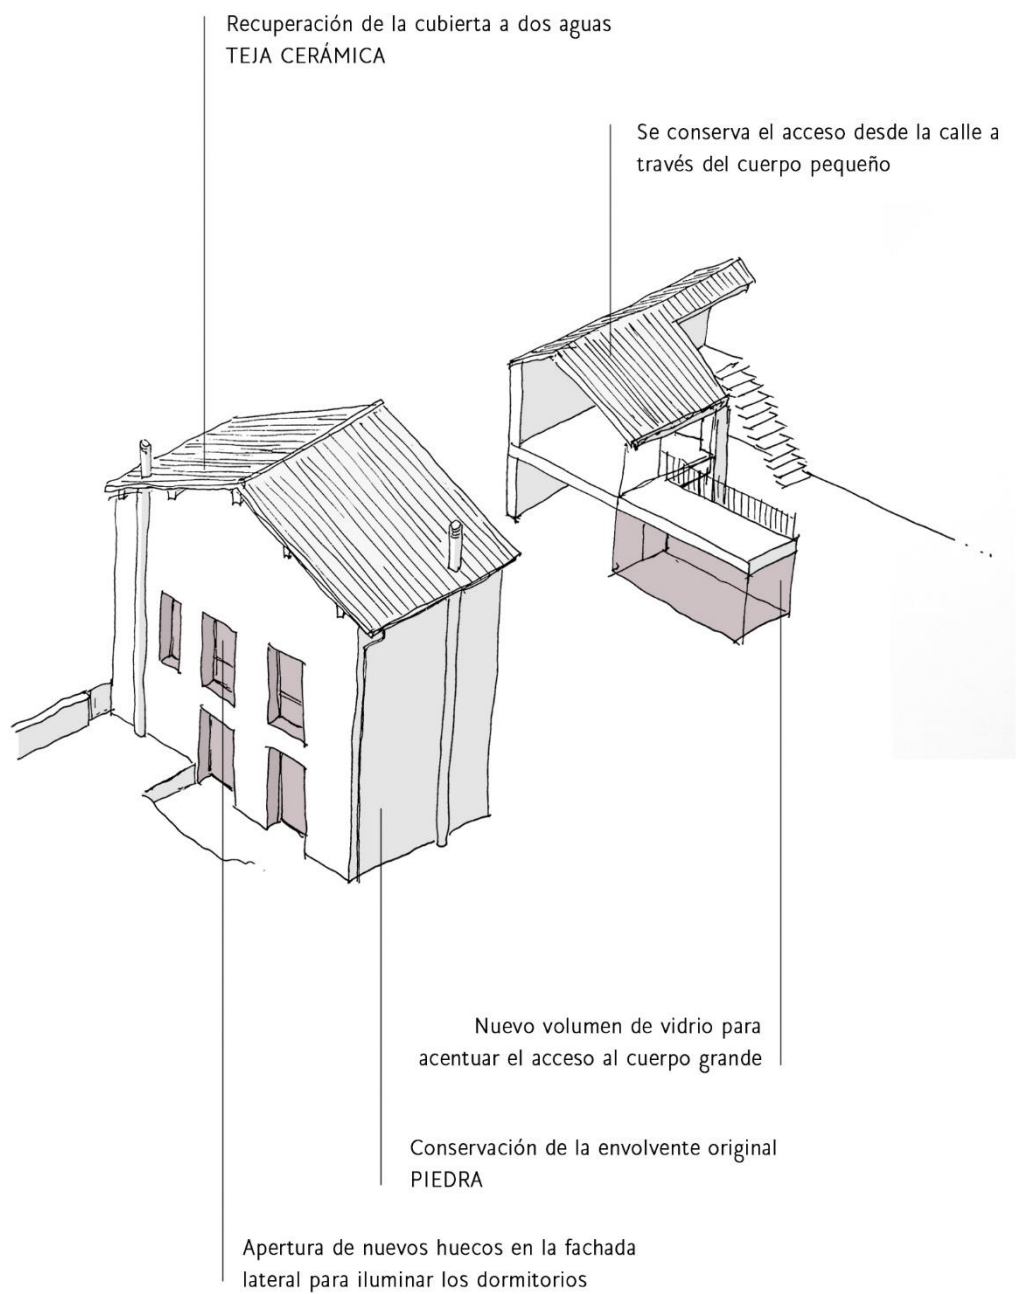 Recuperación de la cubierta a dos aguas
TEJA CERÁMICA
Se conserva el acceso desde la calle a
través del cuerpo pequeño
Nuevo volumen de vidrio para
acentuar el acceso al cuerpo grande
Conservación de la envolvente original
PIEDRA
Apertura de nuevos huecos en la fachada
lateral para iluminar los dormitorios